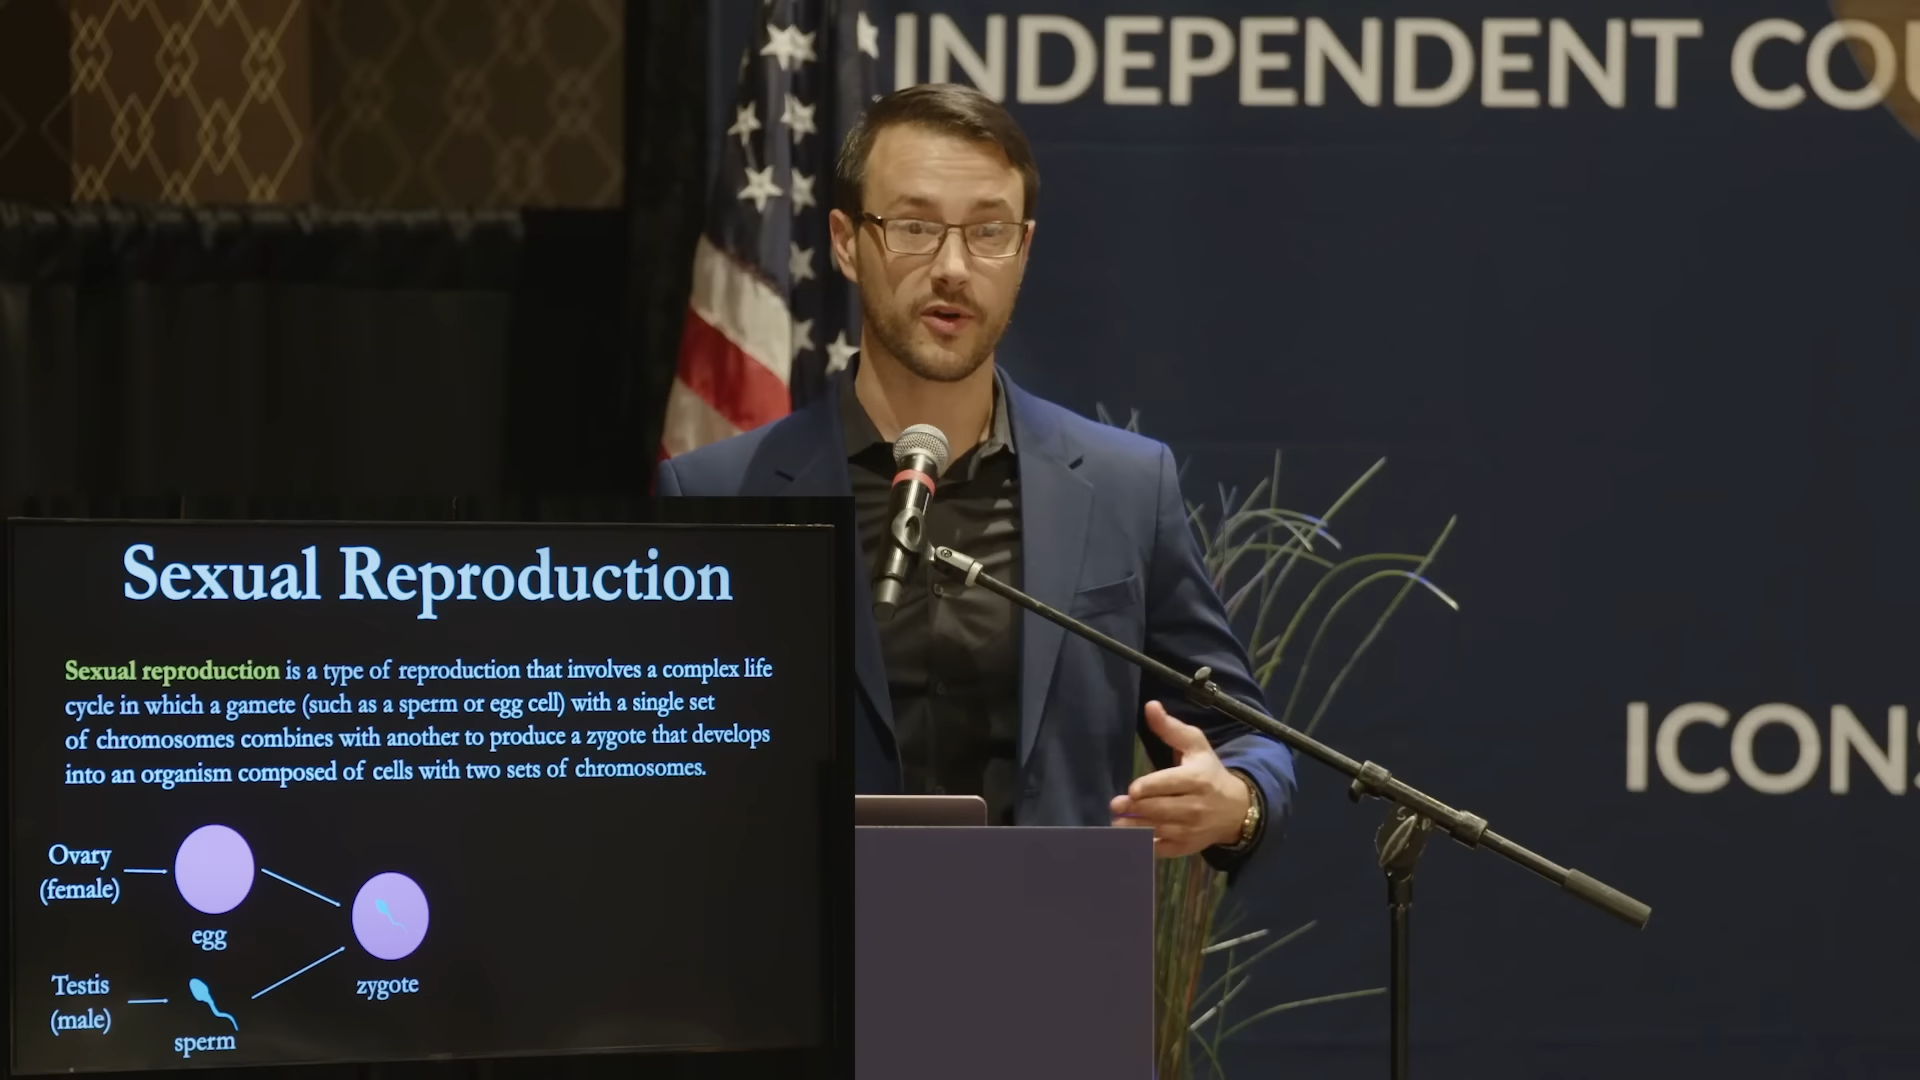 INDEPENDENT COU
ICONS
Sexual Reproduction
Sexual reproduction is a type of reproduction that involves a complex life
cycle in which a gamete (such as a sperm or egg cell) with a single set
of chromosomes combines with another to produce a zygote that develops
into an organism composed of cells with two sets of chromosomes.
Ovary
(female)
egg
zygote
Testis
(male)
sperm